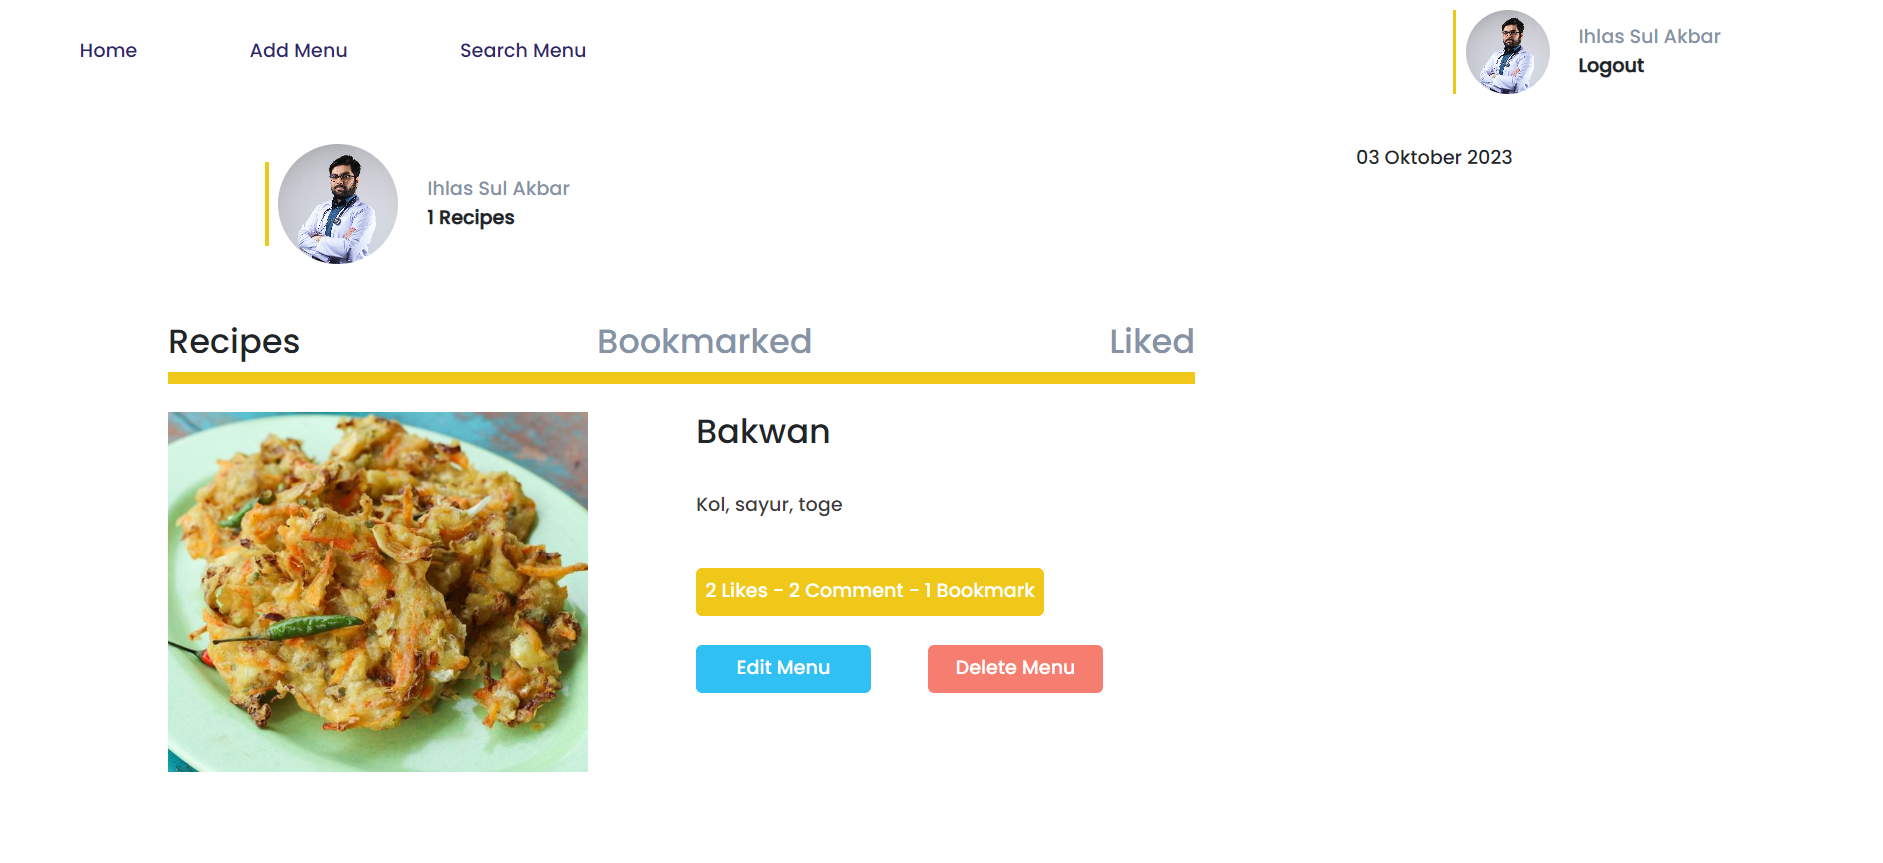 Home
Add Menu
Search Menu
Ihlas Sul Akbar
Logout
Ihlas Sul Akbar
1 Recipes
03 Oktober 2023
Recipes
Bookmarked
Liked
Bakwan
Kol, sayur, toge
2 Likes - 2 Comment - 1 Bookmark
Edit Menu
Delete Menu